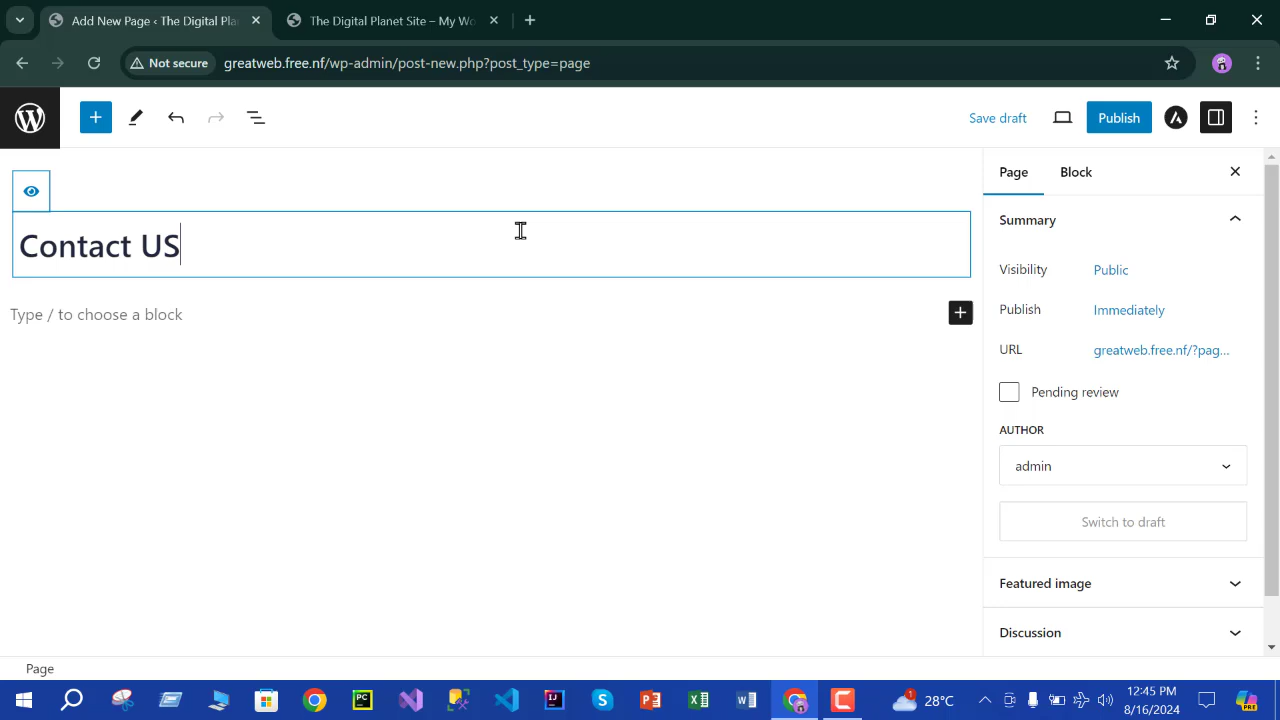 Add New Page ‹ The Digital Pla
The Digital Planet Site – My Wo
Not secure
greatweb.free.nf/wp-admin/post-new.php?post_type=page
Save draft
Publish
Page
Block
Contact US
Type / to choose a block
Summary
Visibility
Public
Publish
Immediately
URL
greatweb.free.nf/?pag...
Pending review
AUTHOR
admin
Switch to draft
Featured image
Discussion
Page
28°C
12:45 PM
8/16/2024